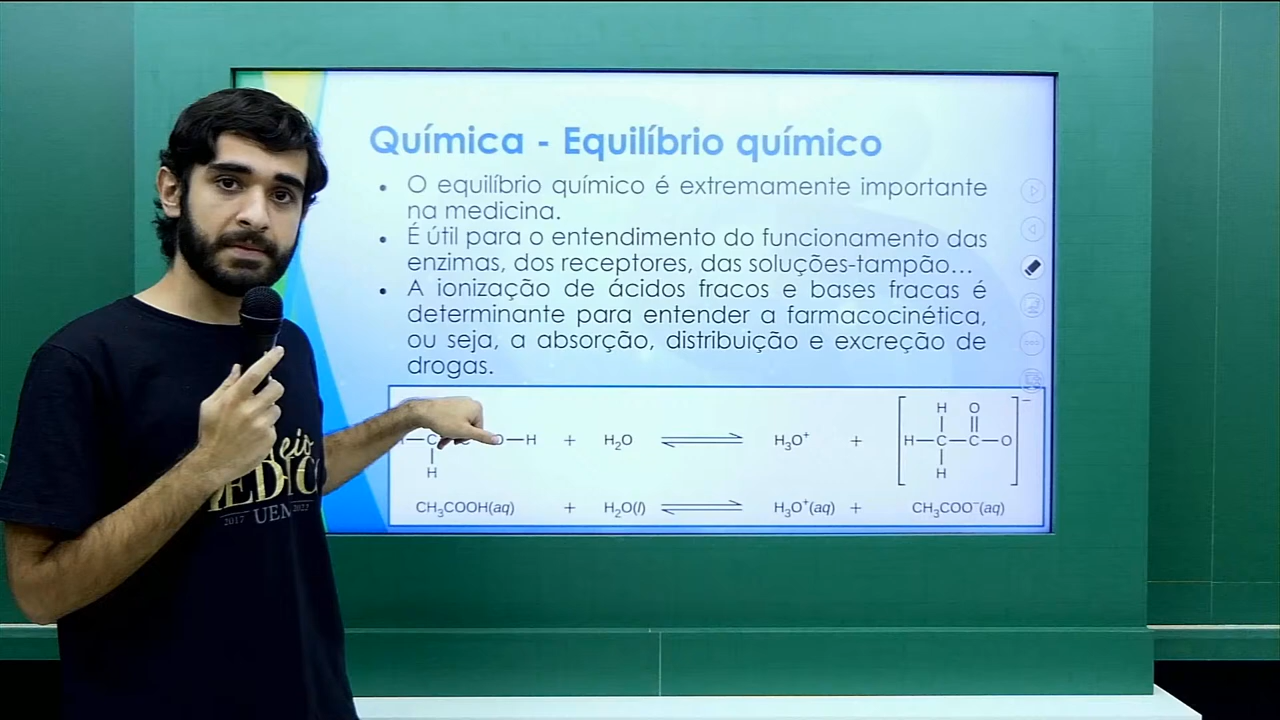 Química - Equilíbrio químico
• O equilíbrio químico é extremamente importante
na medicina.
• É útil para o entendimento do funcionamento das
enzimas, dos receptores, das soluções-tampão...
• A ionização de ácidos fracos e bases fracas é
determinante para entender a farmacocinética,
ou seja, a absorção, distribuição e excreção de
drogas.
H O
C —H + H₂O ⇌ H₃O⁺ + [H—C—C—O]⁻
H H
CH₃COOH(aq) + H₂O(l) ⇌ H₃O⁺(aq) + CH₃COO⁻(aq)
2017 UEM 2022